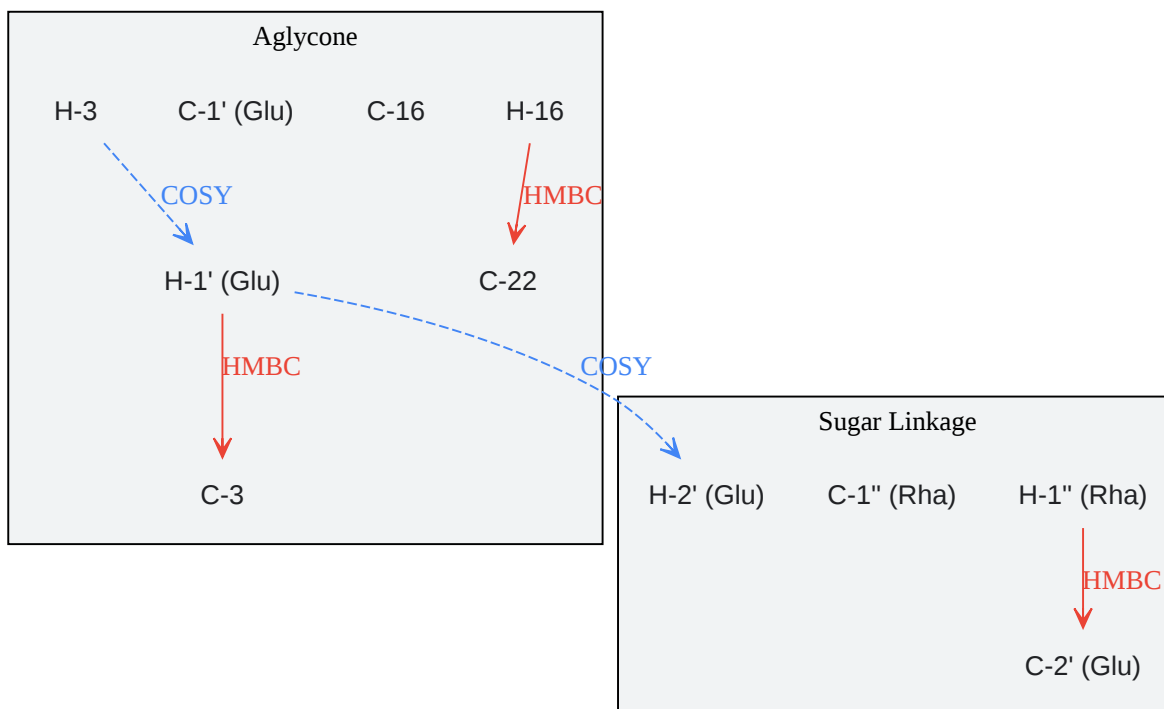 Aglycone
H-3
C-1' (Glu)
C-16
H-16
COSY
HMBC
H-1' (Glu)
C-22
HMBC
COSY
C-3
Sugar Linkage
H-2' (Glu)
C-1" (Rha)
H-1" (Rha)
HMBC
C-2' (Glu)